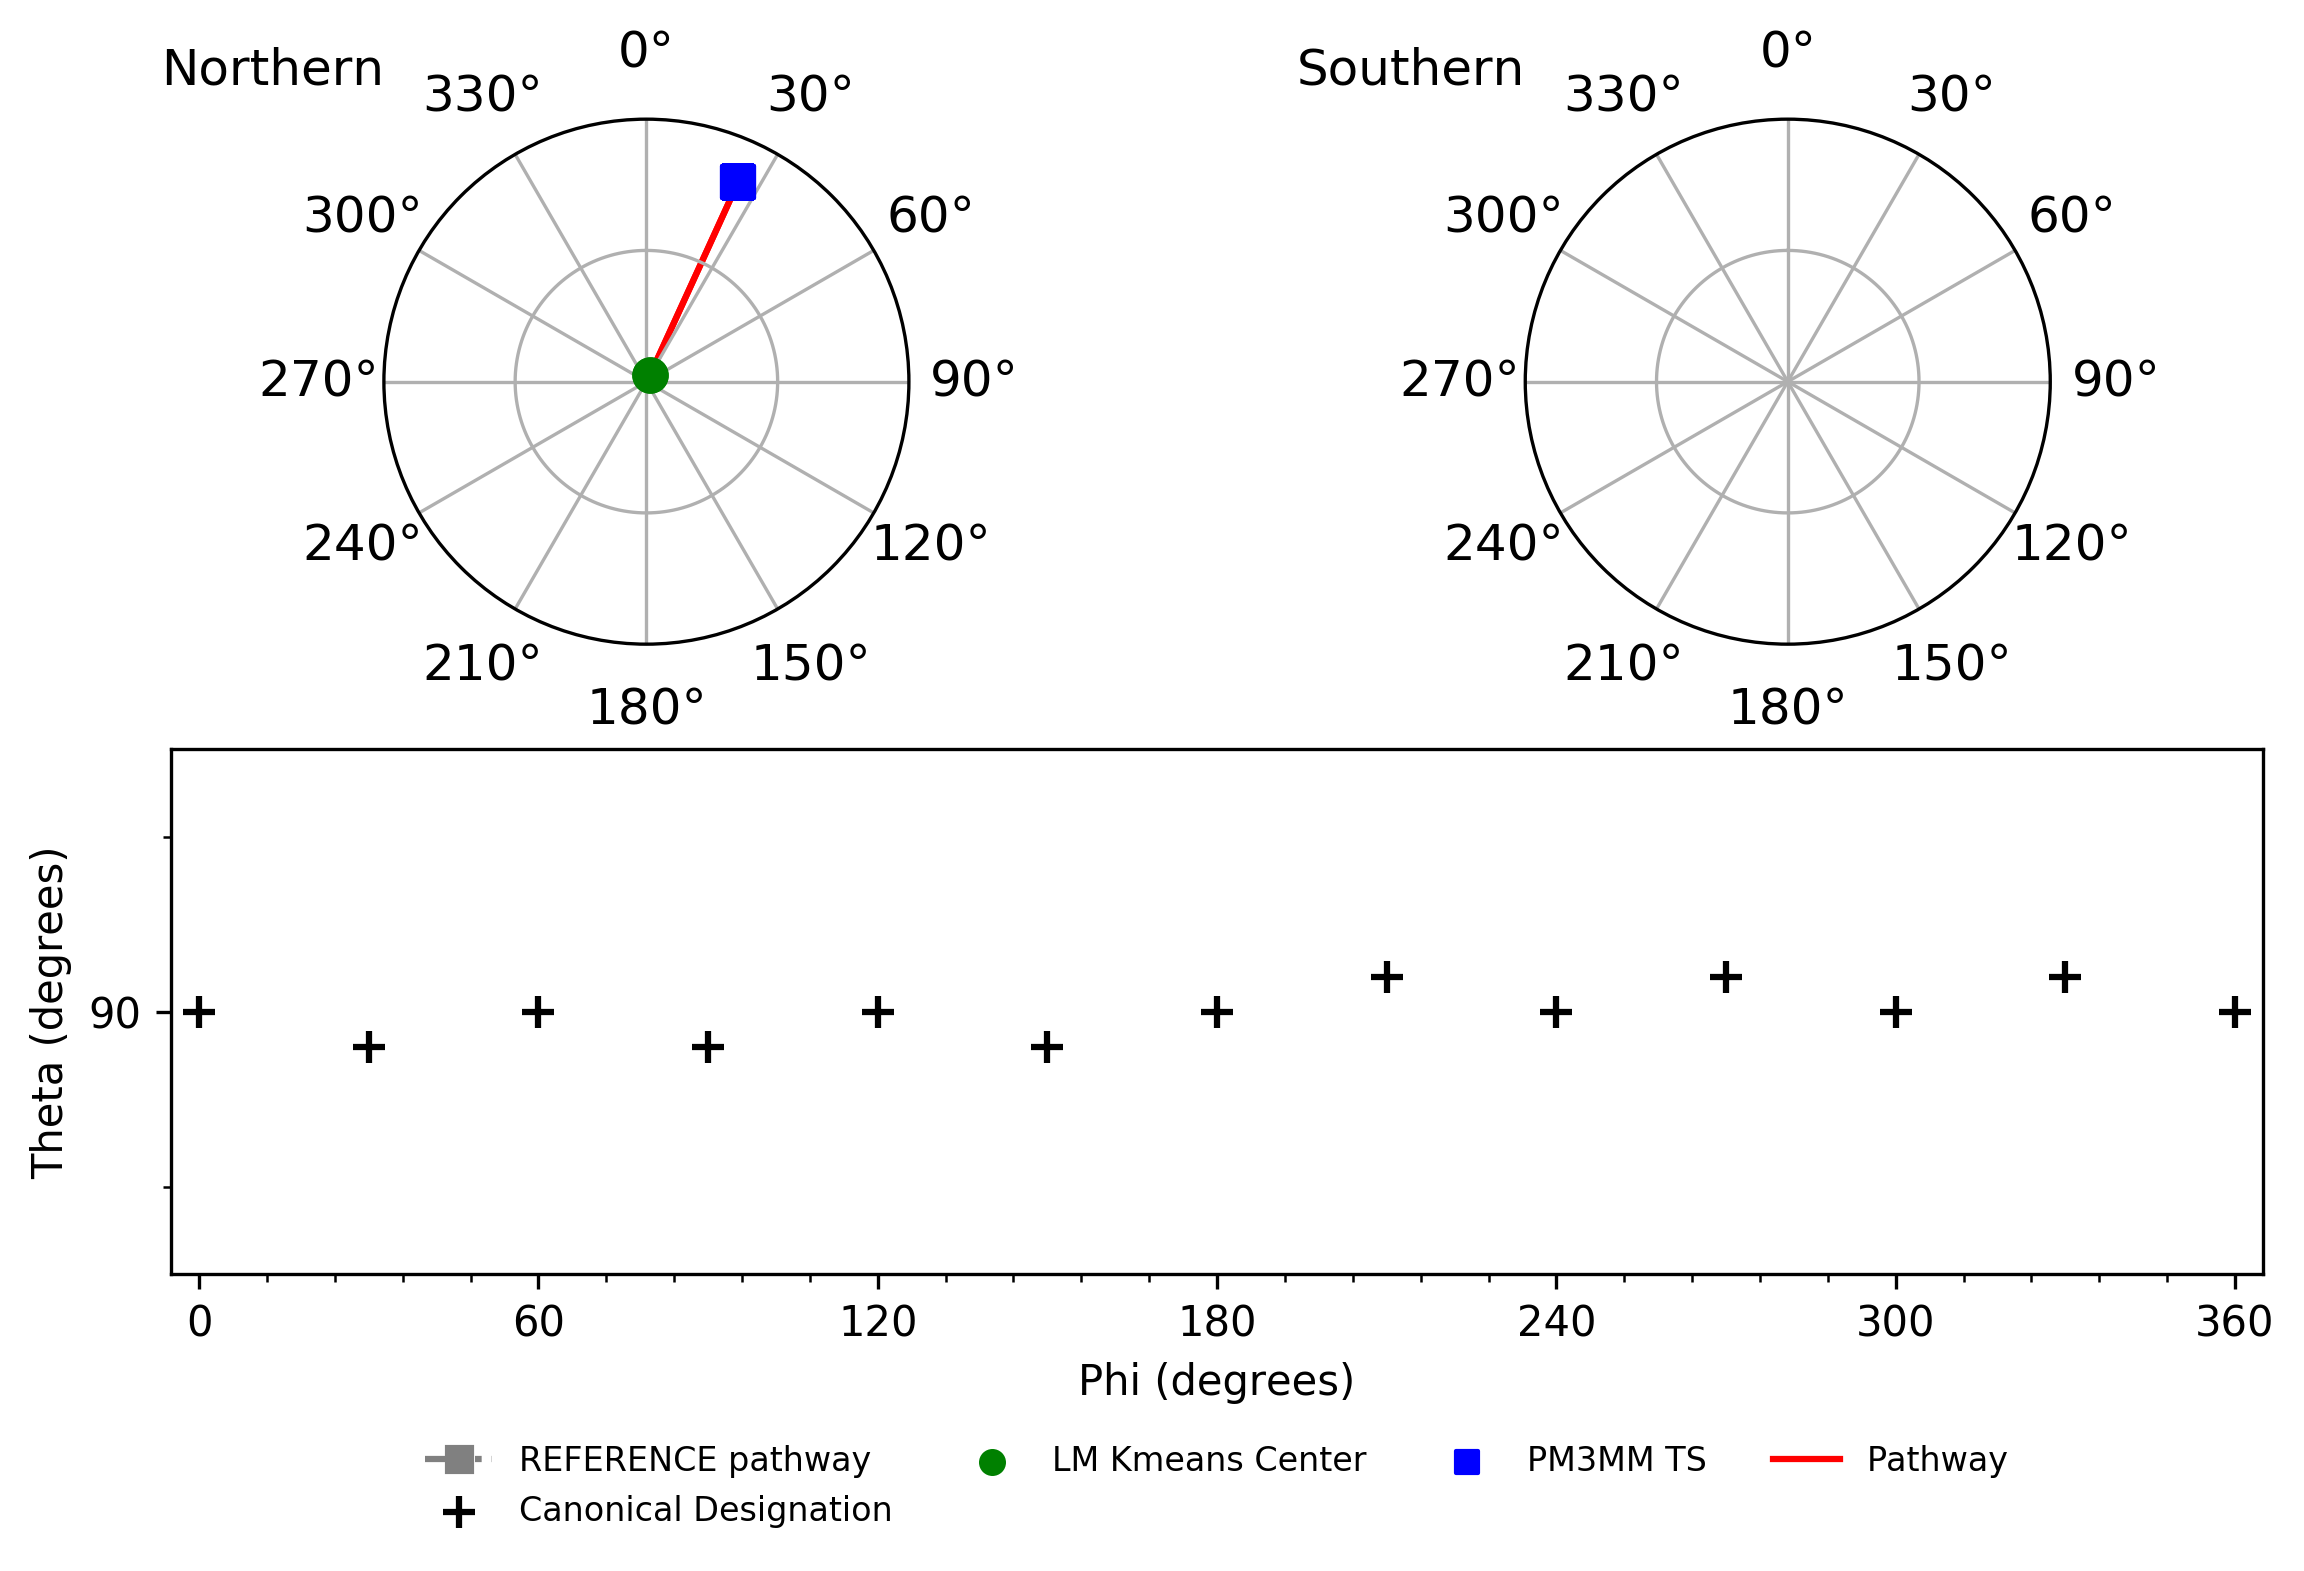 Northern
0°
30°
60°
90°
120°
150°
180°
210°
240°
270°
300°
330°
Southern
0°
30°
60°
90°
120°
150°
180°
210°
240°
270°
300°
330°
Theta (degrees)
90
0 60 120 180 240 300 360
Phi (degrees)
REFERENCE pathway
Canonical Designation
LM Kmeans Center
PM3MM TS
Pathway